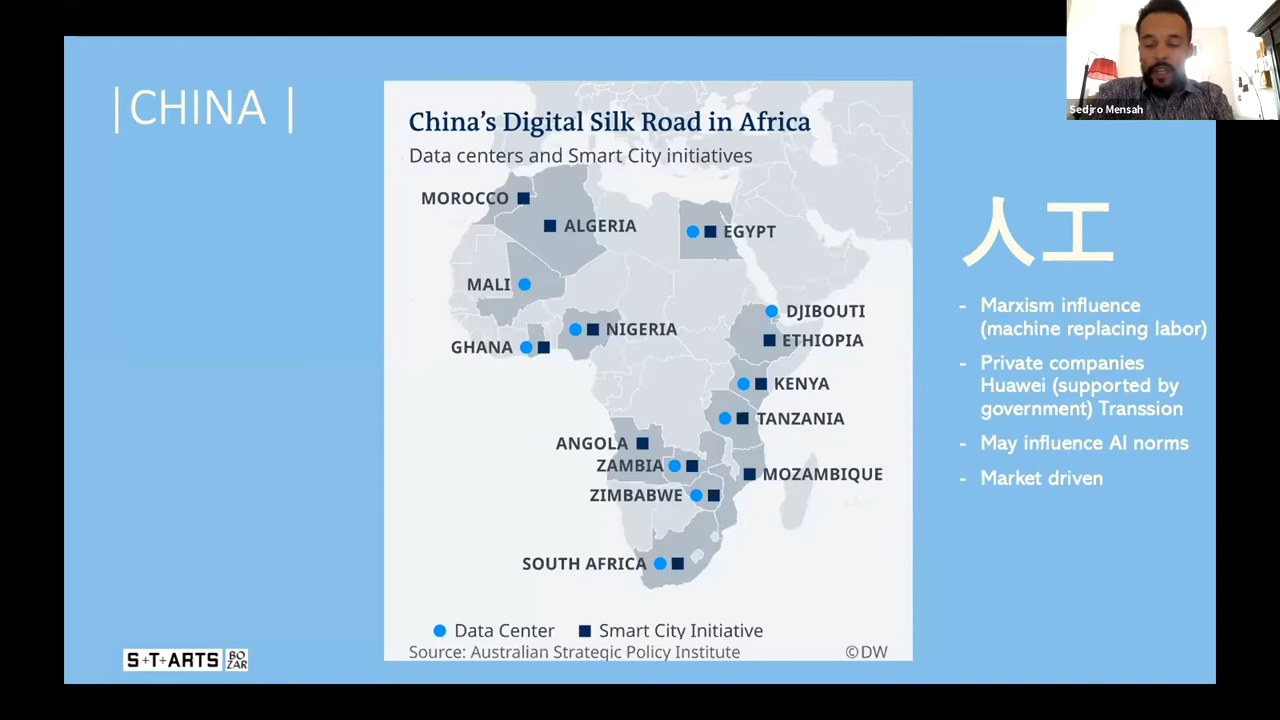 Sedjro Mensah
|CHINA |
China's Digital Silk Road in Africa
Data centers and Smart City initiatives
MOROCCO
ALGERIA
EGYPT
MALI
DJIBOUTI
NIGERIA
ETHIOPIA
GHANA
KENYA
TANZANIA
ANGOLA
ZAMBIA
MOZAMBIQUE
ZIMBABWE
SOUTH AFRICA
Data Center Smart City Initiative
Source: Australian Strategic Policy Institute ©DW
人工
- Marxism influence
(machine replacing labor)
- Private companies
Huawei (supported by
government) Transsion
- May influence AI norms
- Market driven
S+T+ARTS
BO
ZAR